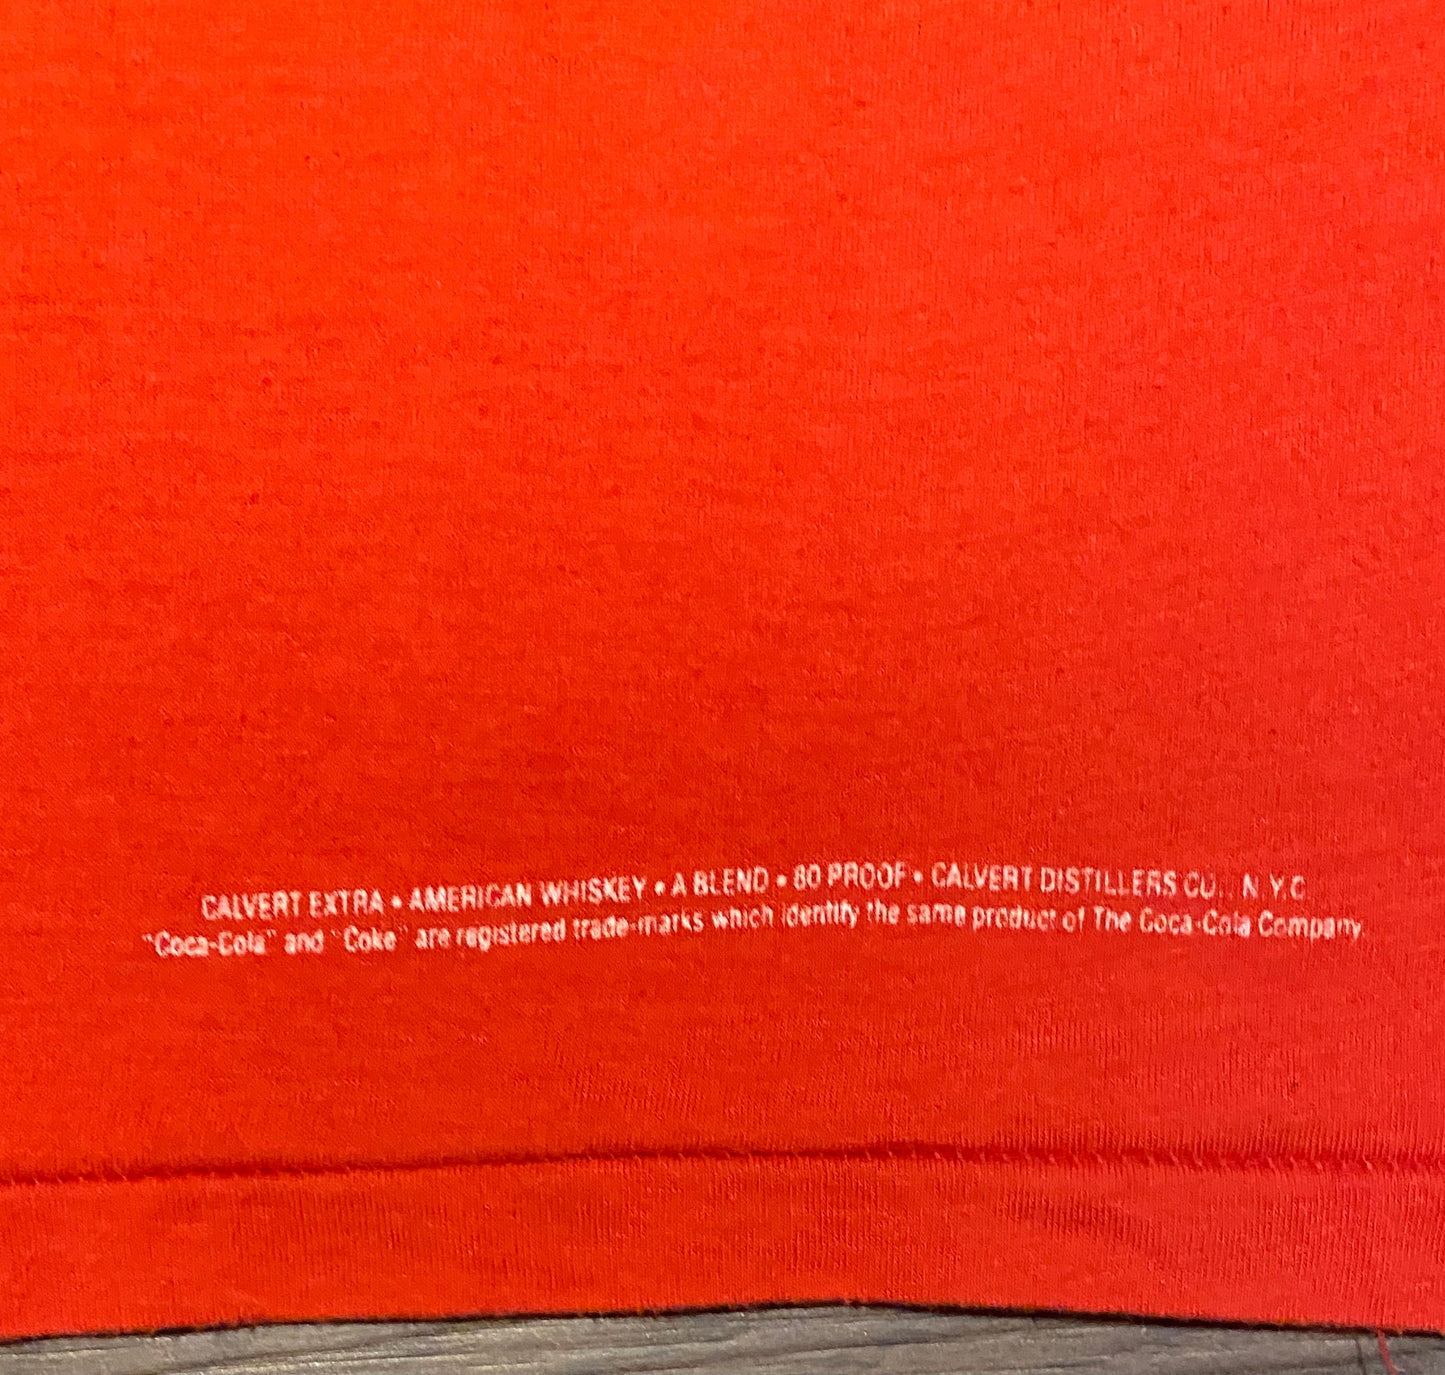 CALVERT EXTRA • AMERICAN WHISKEY • A BLEND • 80 PROOF • CALVERT DISTILLERS CO., N.Y.C.
"Coca-Cola" and "Coke" are registered trade-marks which identify the same product of The Coca-Cola Company.